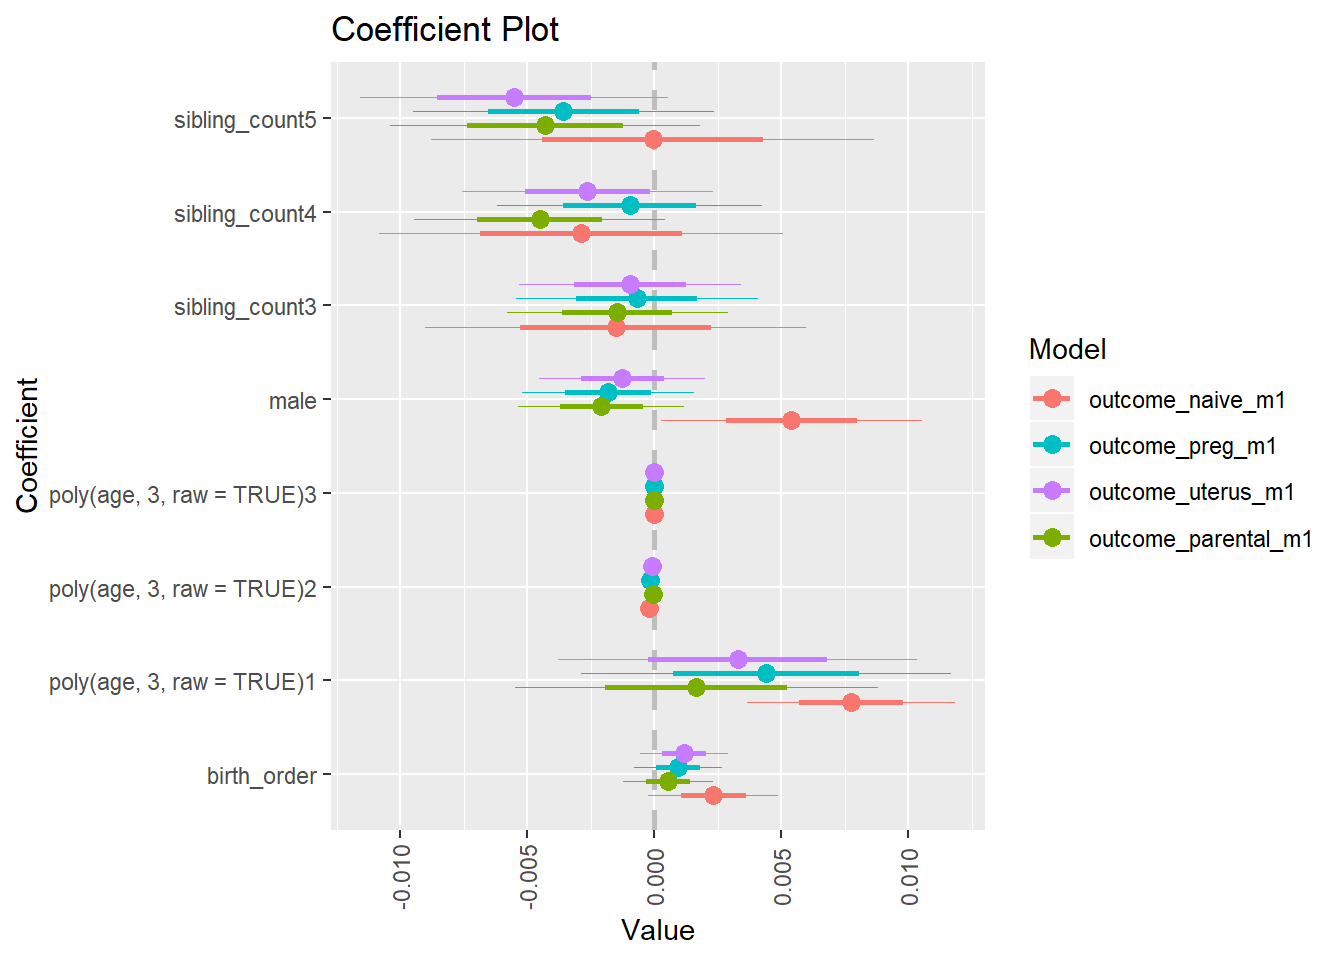 Coefficient Plot
Coefficient
sibling_count5
sibling_count4
sibling_count3
male
poly(age, 3, raw = TRUE)3
poly(age, 3, raw = TRUE)2
poly(age, 3, raw = TRUE)1
birth_order
-0.010
-0.005
0.000
0.005
0.010
Value
Model
outcome_naive_m1
outcome_preg_m1
outcome_uterus_m1
outcome_parental_m1